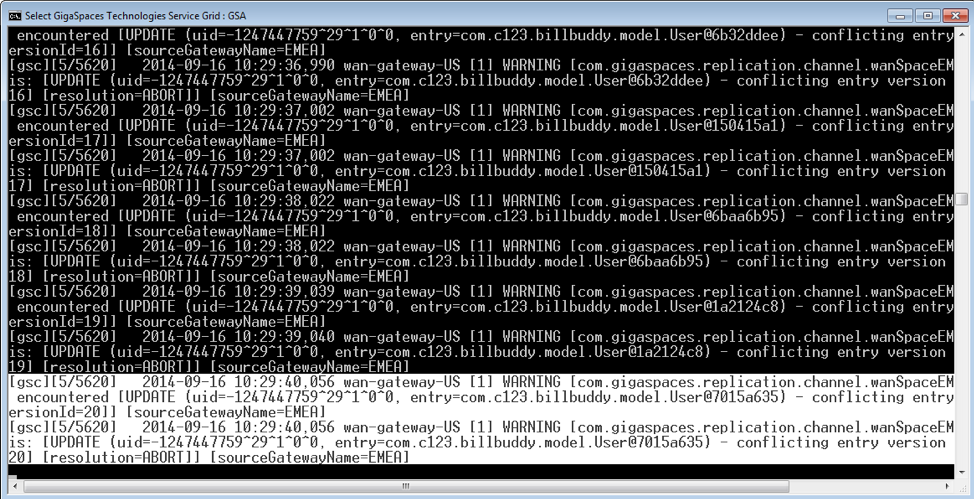 Select GigaSpaces Technologies Service Grid : GSA
encountered [UPDATE (uid=-1247447759^29^1^0^0, entry=com.c123.billbuddy.model.User@6b32ddee) - conflicting entry
ersionId=16]] [sourceGatewayName=EMEA]
[gsc][5/5620]   2014-09-16 10:29:36,990 wan-gateway-US [1] WARNING [com.gigaspaces.replication.channel.wanSpaceEM
is: [UPDATE (uid=-1247447759^29^1^0^0, entry=com.c123.billbuddy.model.User@6b32ddee) - conflicting entry version
16] [resolution=ABORT]] [sourceGatewayName=EMEA]
[gsc][5/5620]   2014-09-16 10:29:37,002 wan-gateway-US [1] WARNING [com.gigaspaces.replication.channel.wanSpaceEM
encountered [UPDATE (uid=-1247447759^29^1^0^0, entry=com.c123.billbuddy.model.User@150415a1) - conflicting entry
ersionId=17]] [sourceGatewayName=EMEA]
[gsc][5/5620]   2014-09-16 10:29:37,002 wan-gateway-US [1] WARNING [com.gigaspaces.replication.channel.wanSpaceEM
is: [UPDATE (uid=-1247447759^29^1^0^0, entry=com.c123.billbuddy.model.User@150415a1) - conflicting entry version
17] [resolution=ABORT]] [sourceGatewayName=EMEA]
[gsc][5/5620]   2014-09-16 10:29:38,022 wan-gateway-US [1] WARNING [com.gigaspaces.replication.channel.wanSpaceEM
encountered [UPDATE (uid=-1247447759^29^1^0^0, entry=com.c123.billbuddy.model.User@6baa6b95) - conflicting entry
ersionId=18]] [sourceGatewayName=EMEA]
[gsc][5/5620]   2014-09-16 10:29:38,022 wan-gateway-US [1] WARNING [com.gigaspaces.replication.channel.wanSpaceEM
is: [UPDATE (uid=-1247447759^29^1^0^0, entry=com.c123.billbuddy.model.User@6baa6b95) - conflicting entry version
18] [resolution=ABORT]] [sourceGatewayName=EMEA]
[gsc][5/5620]   2014-09-16 10:29:39,039 wan-gateway-US [1] WARNING [com.gigaspaces.replication.channel.wanSpaceEM
encountered [UPDATE (uid=-1247447759^29^1^0^0, entry=com.c123.billbuddy.model.User@1a2124c8) - conflicting entry
ersionId=19]] [sourceGatewayName=EMEA]
[gsc][5/5620]   2014-09-16 10:29:39,040 wan-gateway-US [1] WARNING [com.gigaspaces.replication.channel.wanSpaceEM
is: [UPDATE (uid=-1247447759^29^1^0^0, entry=com.c123.billbuddy.model.User@1a2124c8) - conflicting entry version
19] [resolution=ABORT]] [sourceGatewayName=EMEA]
[gsc][5/5620]   2014-09-16 10:29:40,056 wan-gateway-US [1] WARNING [com.gigaspaces.replication.channel.wanSpaceEM
encountered [UPDATE (uid=-1247447759^29^1^0^0, entry=com.c123.billbuddy.model.User@7015a635) - conflicting entry
ersionId=20]] [sourceGatewayName=EMEA]
[gsc][5/5620]   2014-09-16 10:29:40,056 wan-gateway-US [1] WARNING [com.gigaspaces.replication.channel.wanSpaceEM
is: [UPDATE (uid=-1247447759^29^1^0^0, entry=com.c123.billbuddy.model.User@7015a635) - conflicting entry version
20] [resolution=ABORT]] [sourceGatewayName=EMEA]